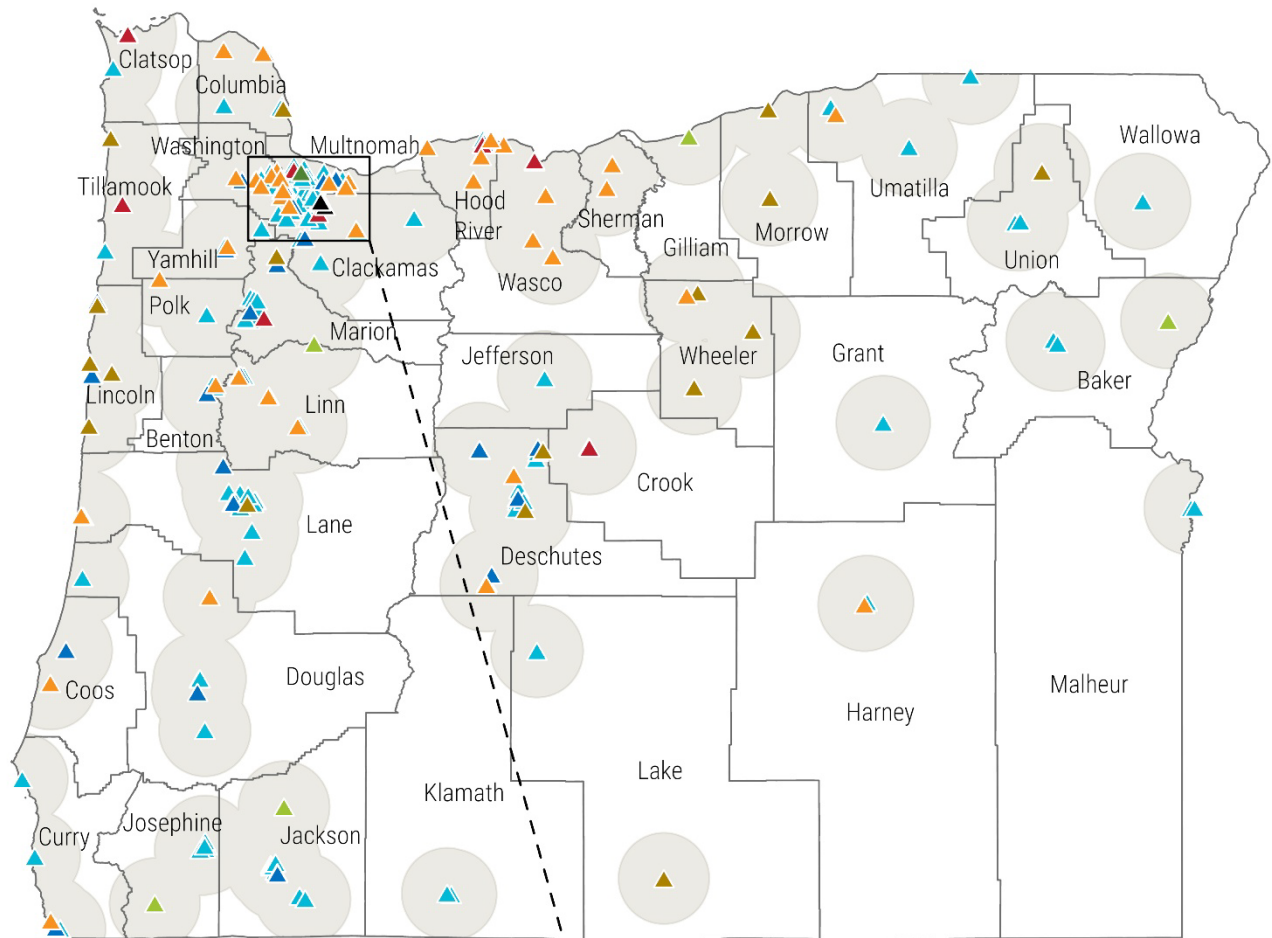 Clatsop
Columbia
Washington
Multnomah
Wallowa
Tillamook
Hood
River
Sherman
Umatilla
Gilliam
Morrow
Yamhill
Clackamas
Wasco
Union
Polk
Marion
Jefferson
Wheeler
Grant
Baker
Lincoln
Linn
Benton
Crook
Lane
Deschutes
Douglas
Coos
Malheur
Harney
Klamath
Lake
Curry
Josephine
Jackson